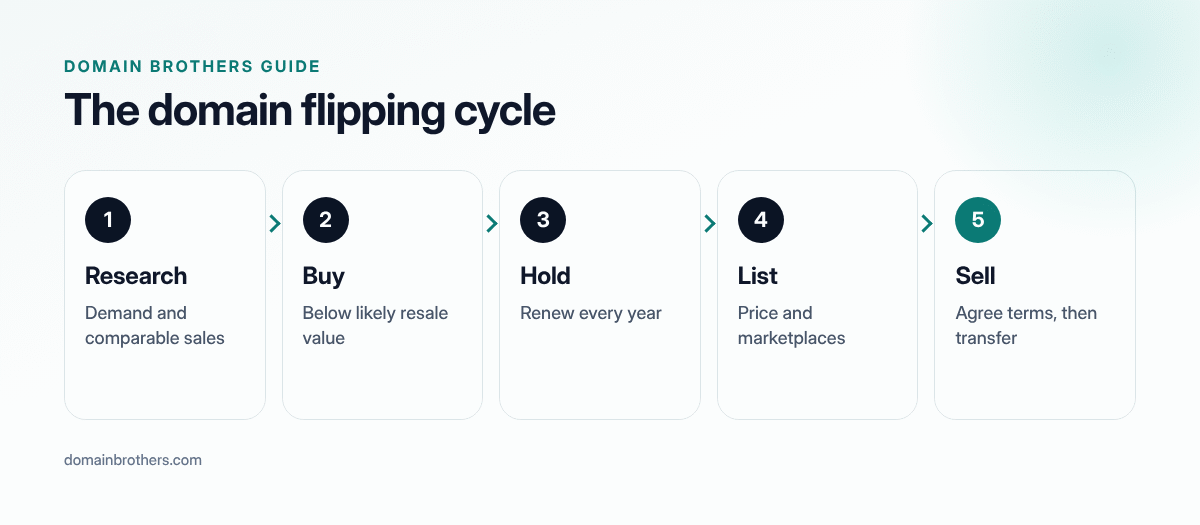 DOMAIN BROTHERS GUIDE
The domain flipping cycle
1
Research
Demand and
comparable sales
2
Buy
Below likely resale
value
3
Hold
Renew every year
4
List
Price and
marketplaces
5
Sell
Agree terms, then
transfer
domainbrothers.com